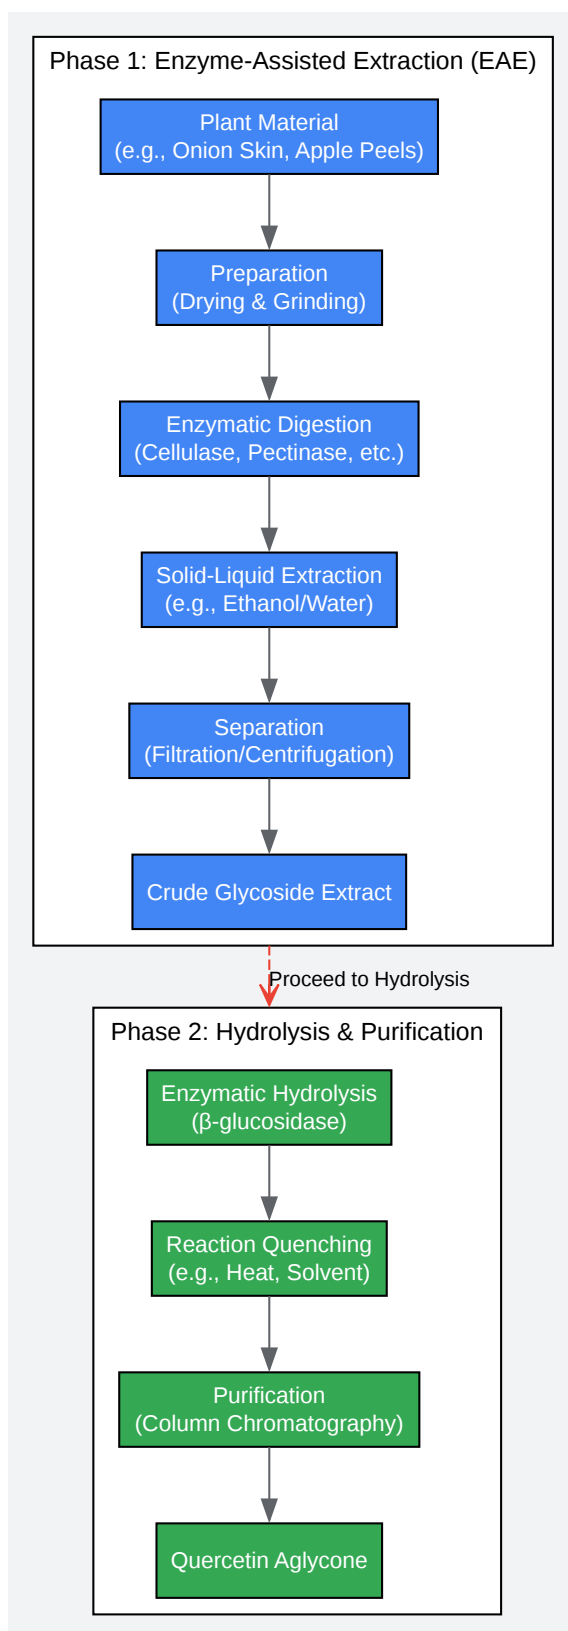 Phase 1: Enzyme-Assisted Extraction (EAE)
Plant Material
(e.g., Onion Skin, Apple Peels)
Preparation
(Drying & Grinding)
Enzymatic Digestion
(Cellulase, Pectinase, etc.)
Solid-Liquid Extraction
(e.g., Ethanol/Water)
Separation
(Filtration/Centrifugation)
Crude Glycoside Extract
Proceed to Hydrolysis
Phase 2: Hydrolysis & Purification
Enzymatic Hydrolysis
(β-glucosidase)
Reaction Quenching
(e.g., Heat, Solvent)
Purification
(Column Chromatography)
Quercetin Aglycone